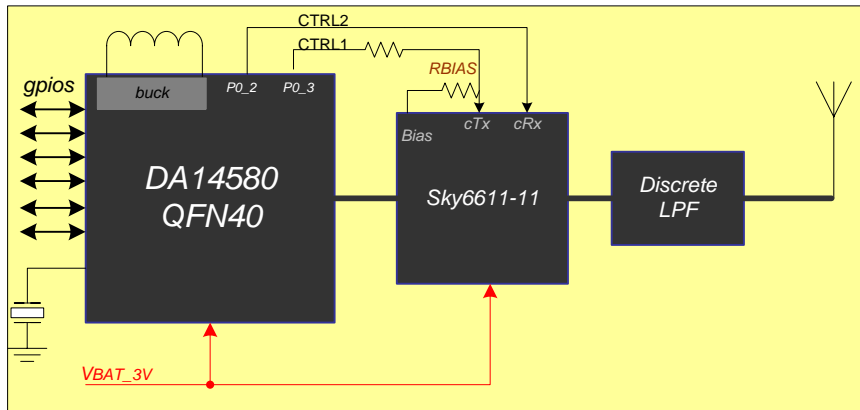 CTRL2
CTRL1
RBIAS
gpios
buck
P0_2
P0_3
Bias
cTx
cRx
DA14580
QFN40
Sky6611-11
Discrete
LPF
VBAT_3V